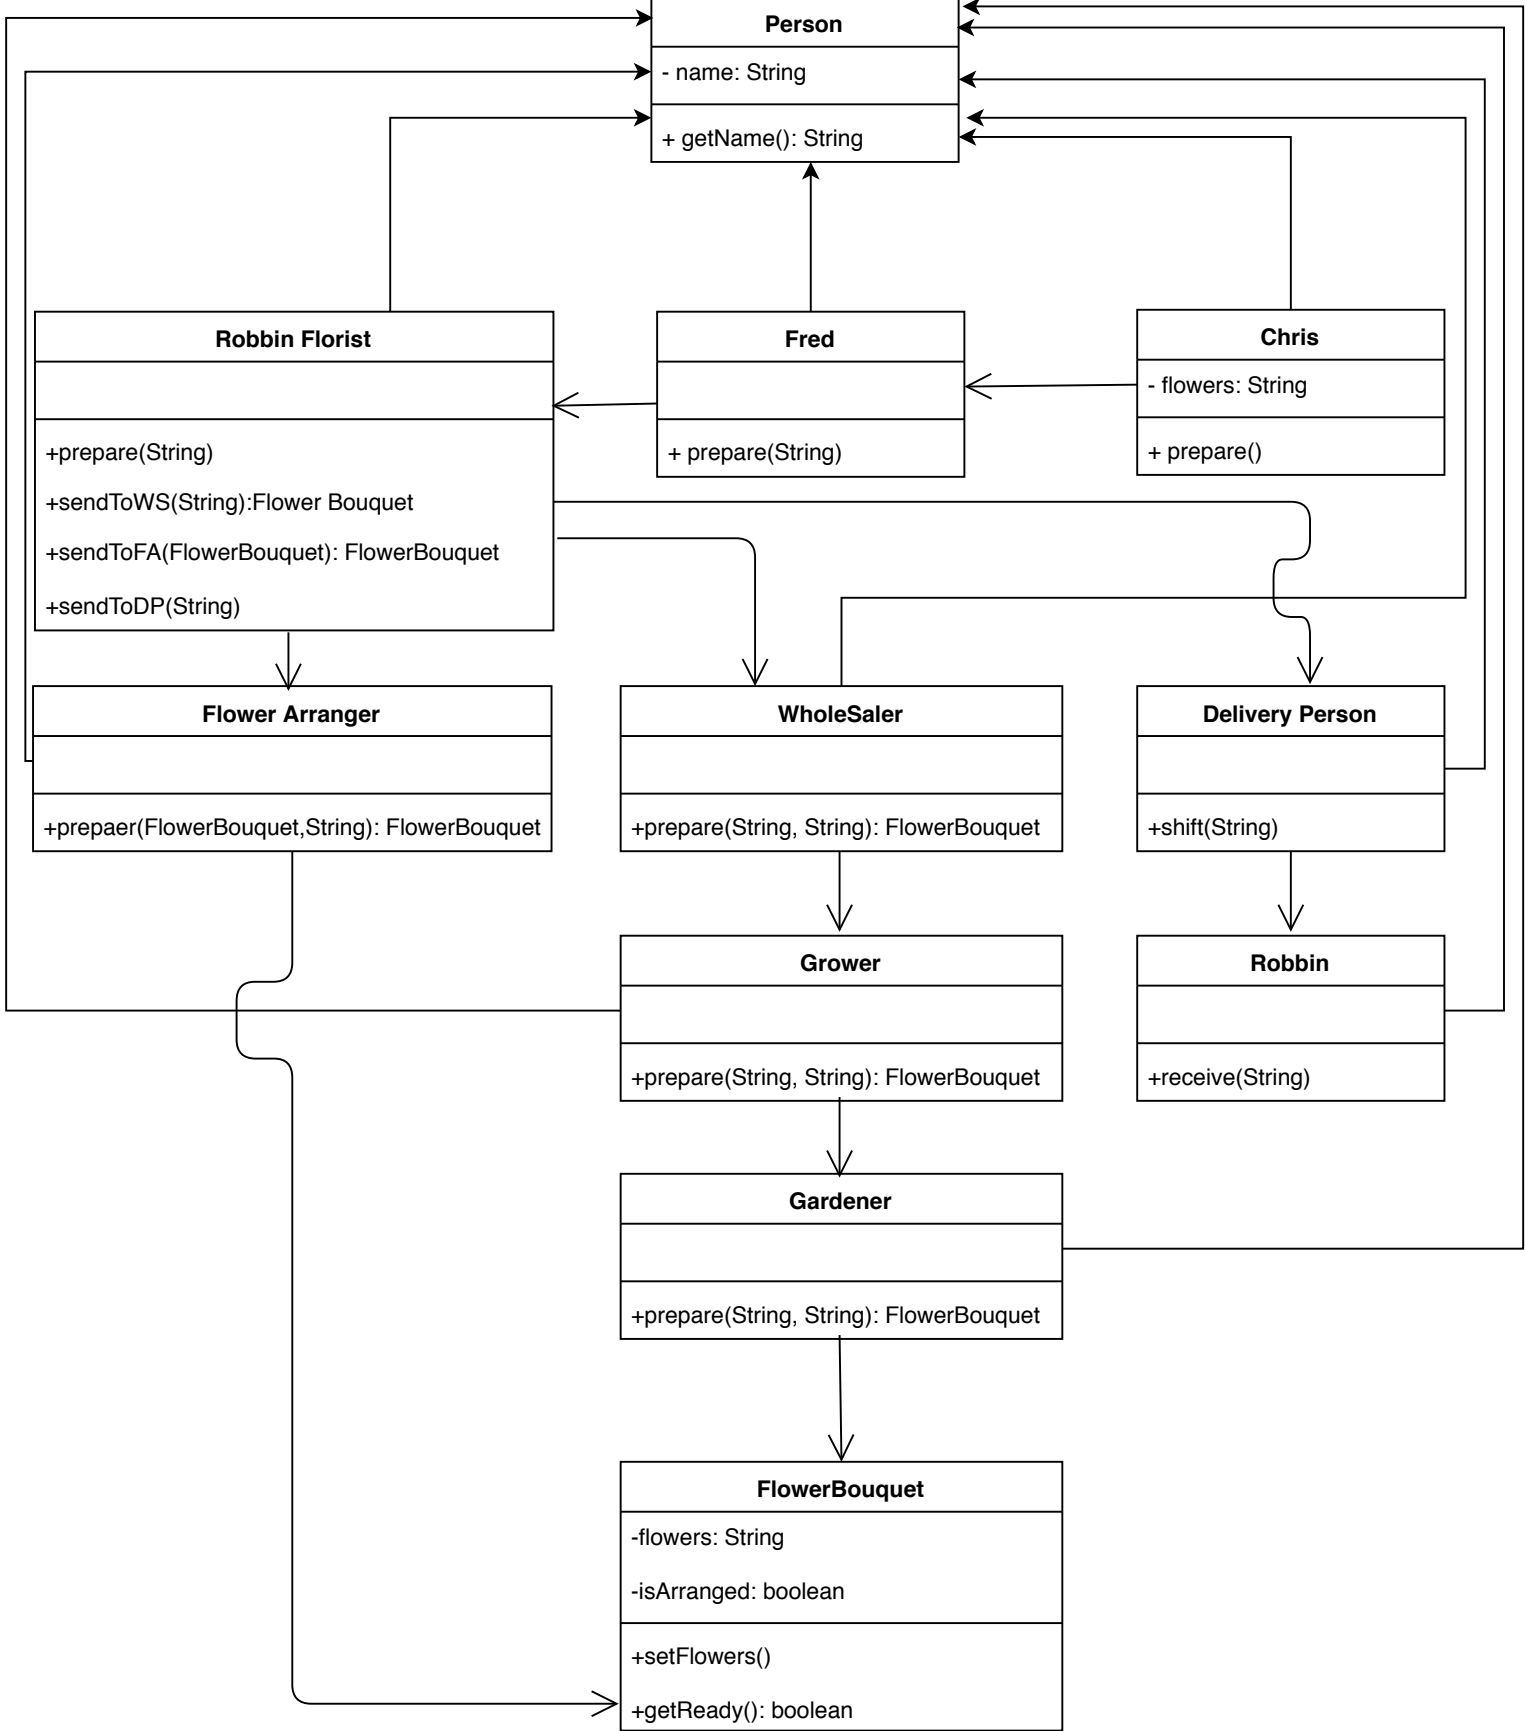 Person
- name: String
+ getName(): String
Robbin Florist
+prepare(String)
+sendToWS(String):Flower Bouquet
+sendToFA(FlowerBouquet): FlowerBouquet
+sendToDP(String)
Fred
+ prepare(String)
Chris
- flowers: String
+ prepare()
Flower Arranger
+prepaer(FlowerBouquet,String): FlowerBouquet
WholeSaler
+prepare(String, String): FlowerBouquet
Delivery Person
+shift(String)
Grower
+prepare(String, String): FlowerBouquet
Robbin
+receive(String)
Gardener
+prepare(String, String): FlowerBouquet
FlowerBouquet
-flowers: String
-isArranged: boolean
+setFlowers()
+getReady(): boolean